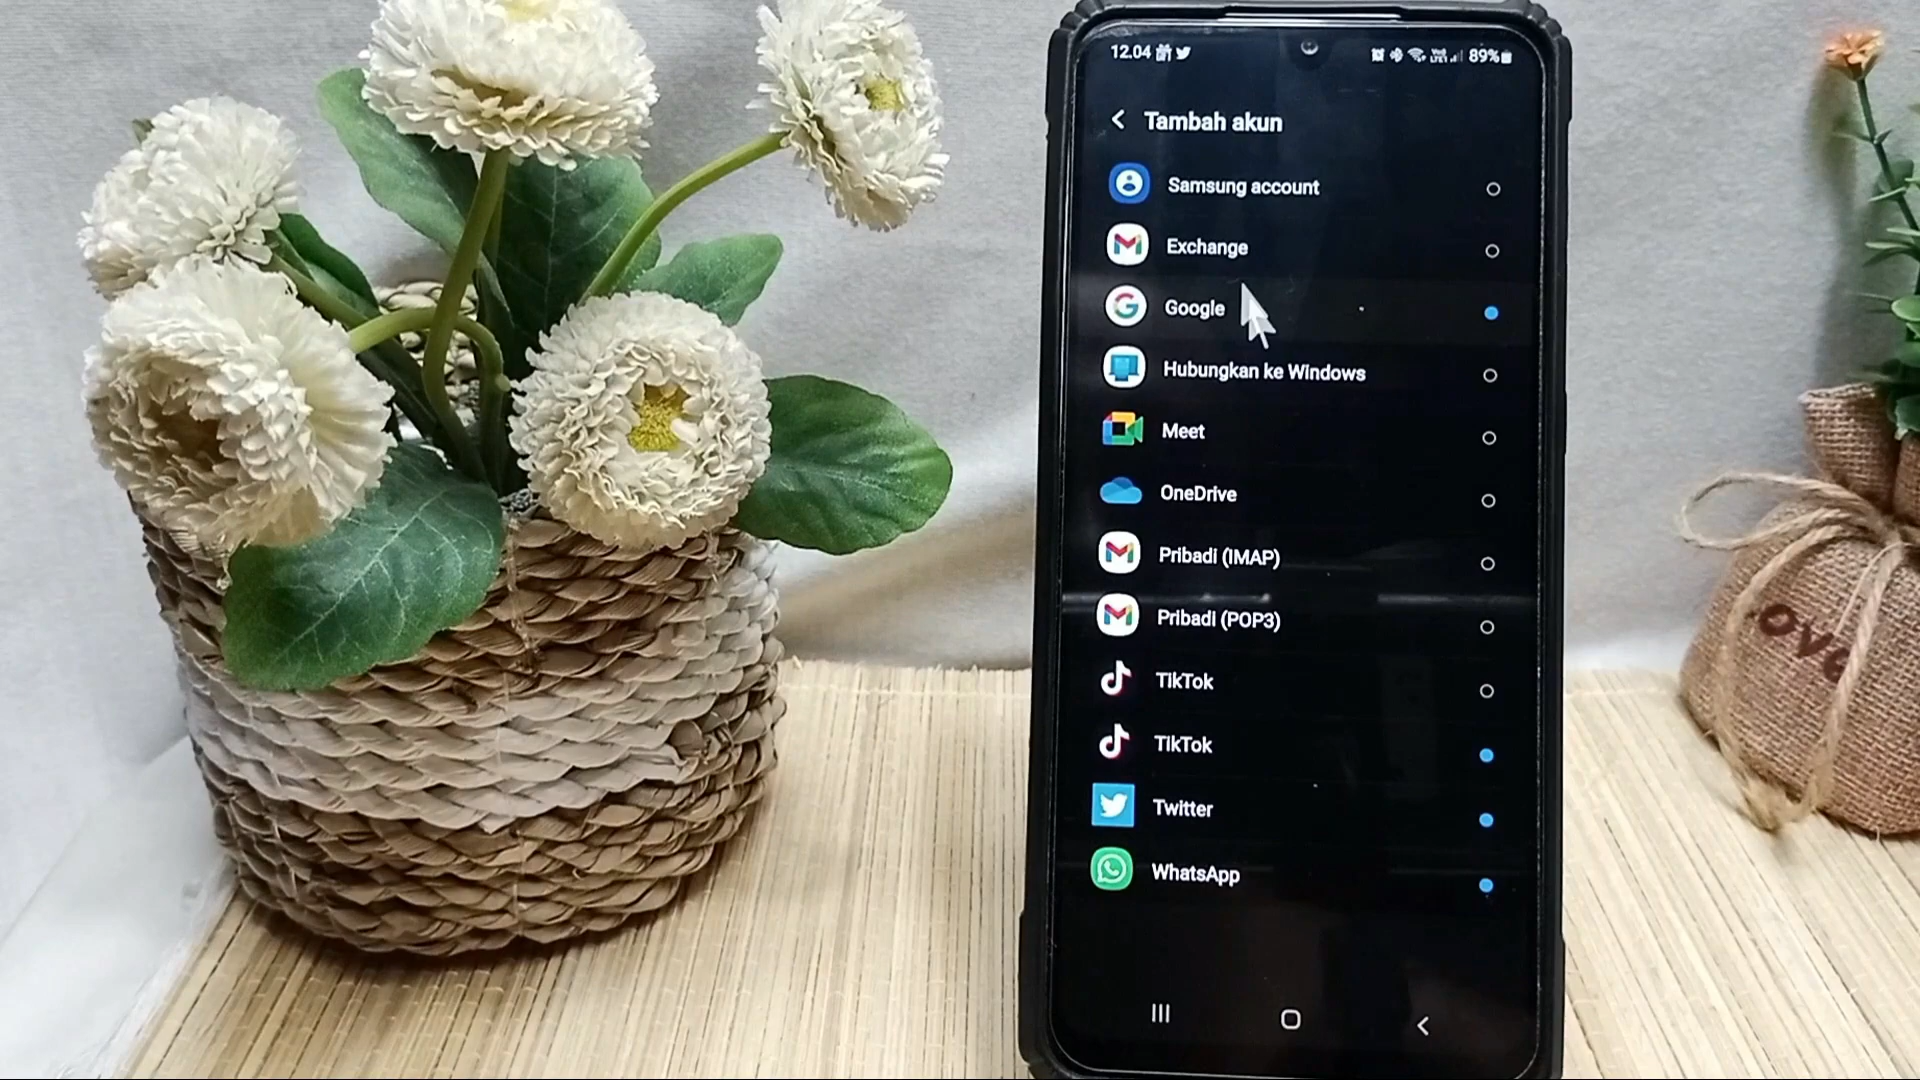 12.04
89%
Tambah akun
Samsung account
Exchange
Google
Hubungkan ke Windows
Meet
OneDrive
Pribadi (IMAP)
Pribadi (POP3)
TikTok
TikTok
Twitter
WhatsApp